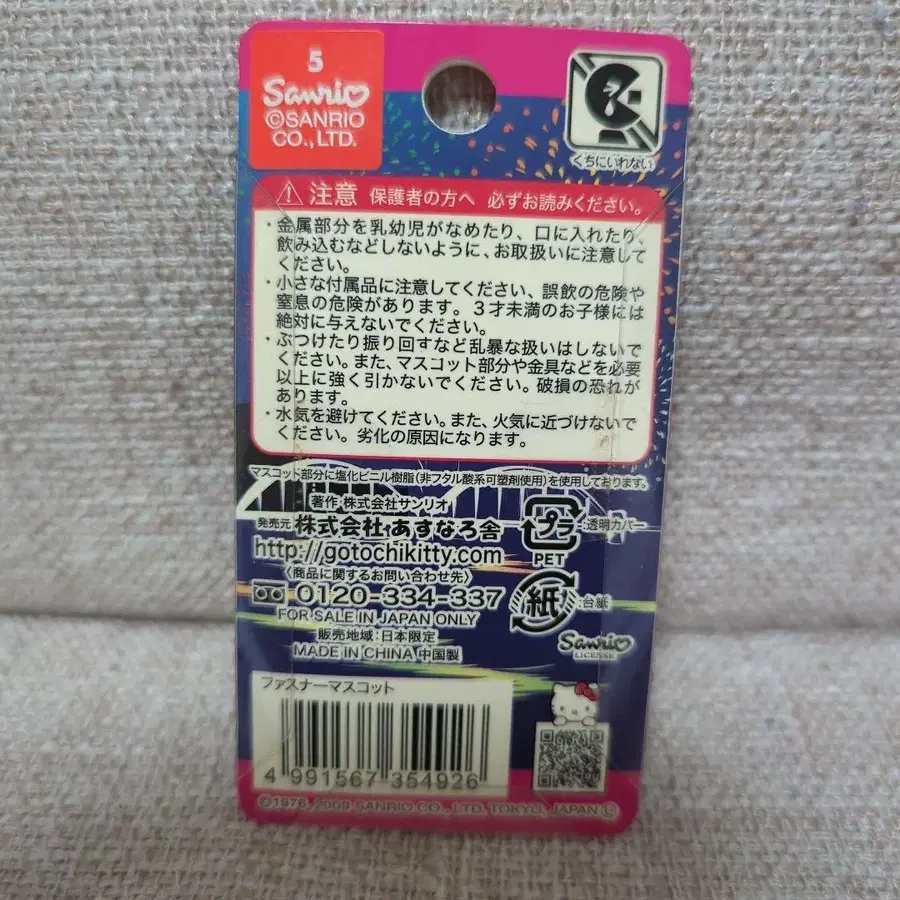 5
Sanrio
©SANRIO
CO., LTD.
くちにいれない
注意 保護者の方へ 必ずお読みください。
・金属部分を乳幼児がなめたり、口に入れたり、
飲み込むなどしないように、お取扱いに注意して
ください。
・小さな付属品に注意してください、誤飲の危険や
窒息の危険があります。3才未満のお子様には
絶対に与えないでください。
・ぶつけたり振り回すなど乱暴な扱いはしないで
ください。また、マスコット部分や金具などを必要
以上に強く引かないでください。破損の恐れが
あります。
・水気を避けてください。また、火気に近づけないで
ください。劣化の原因になります。
マスコット部分に塩化ビニル樹脂(非フタル酸系可塑剤使用)を使用しております。
著作 株式会社サンリオ
発売元 株式会社あすなろ舎
http://gotochikitty.com
〈商品に関するお問い合わせ先〉
0120-334-337
FOR SALE IN JAPAN ONLY
販売地域:日本限定
MADE IN CHINA 中国製
プラ :透明カバー
PET
紙 :台紙
Sanrio
LICENSE
ファスナーマスコット
4 991567 354926
©1976, 2009 SANRIO CO., LTD. TOKYO, JAPAN Ⓛ